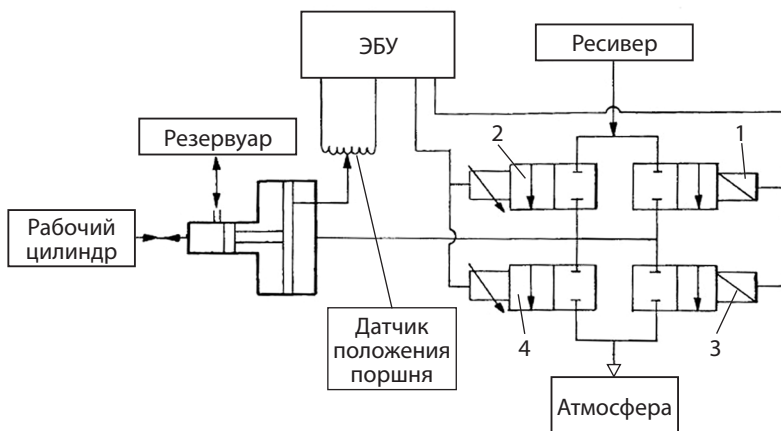 ЭБУ
Ресивер
2
1
Резервуар
Рабочий
цилиндр
Датчик
положения
поршня
4
3
Атмосфера